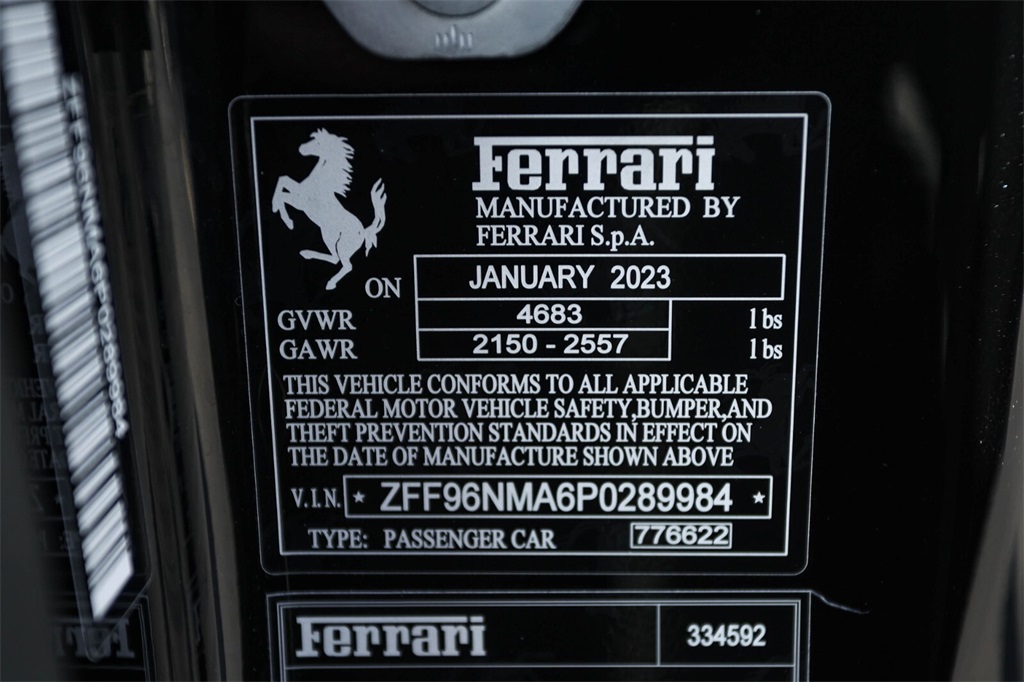 Ferrari
MANUFACTURED BY
FERRARI S.p.A.
ON JANUARY 2023
GVWR 4683 lbs
GAWR 2150 - 2557 lbs
THIS VEHICLE CONFORMS TO ALL APPLICABLE
FEDERAL MOTOR VEHICLE SAFETY,BUMPER,AND
THEFT PREVENTION STANDARDS IN EFFECT ON
THE DATE OF MANUFACTURE SHOWN ABOVE
V.I.N. ★ ZFF96NMA6P0289984 ★
TYPE: PASSENGER CAR 776622
Ferrari 334592
ZFF96NMA6P0289984